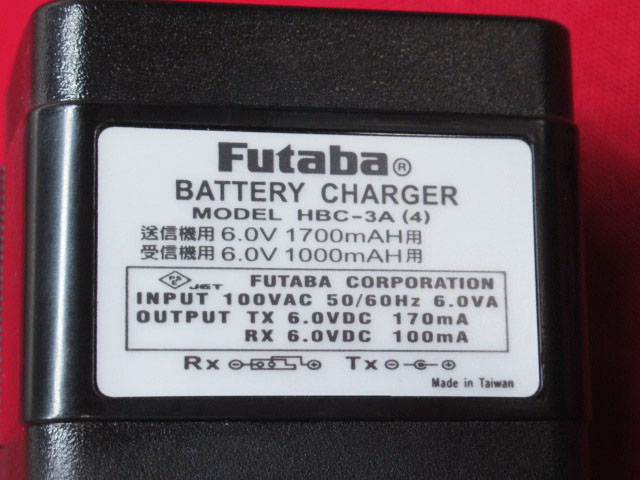 Futaba®
BATTERY CHARGER
MODEL HBC-3A (4)
送信機用 6.0V 1700mAH用
受信機用 6.0V 1000mAH用
JET FUTABA CORPORATION
INPUT 100VAC 50/60Hz 6.0VA
OUTPUT TX 6.0VDC 170mA
RX 6.0VDC 100mA
Rx Tx
Made in Taiwan